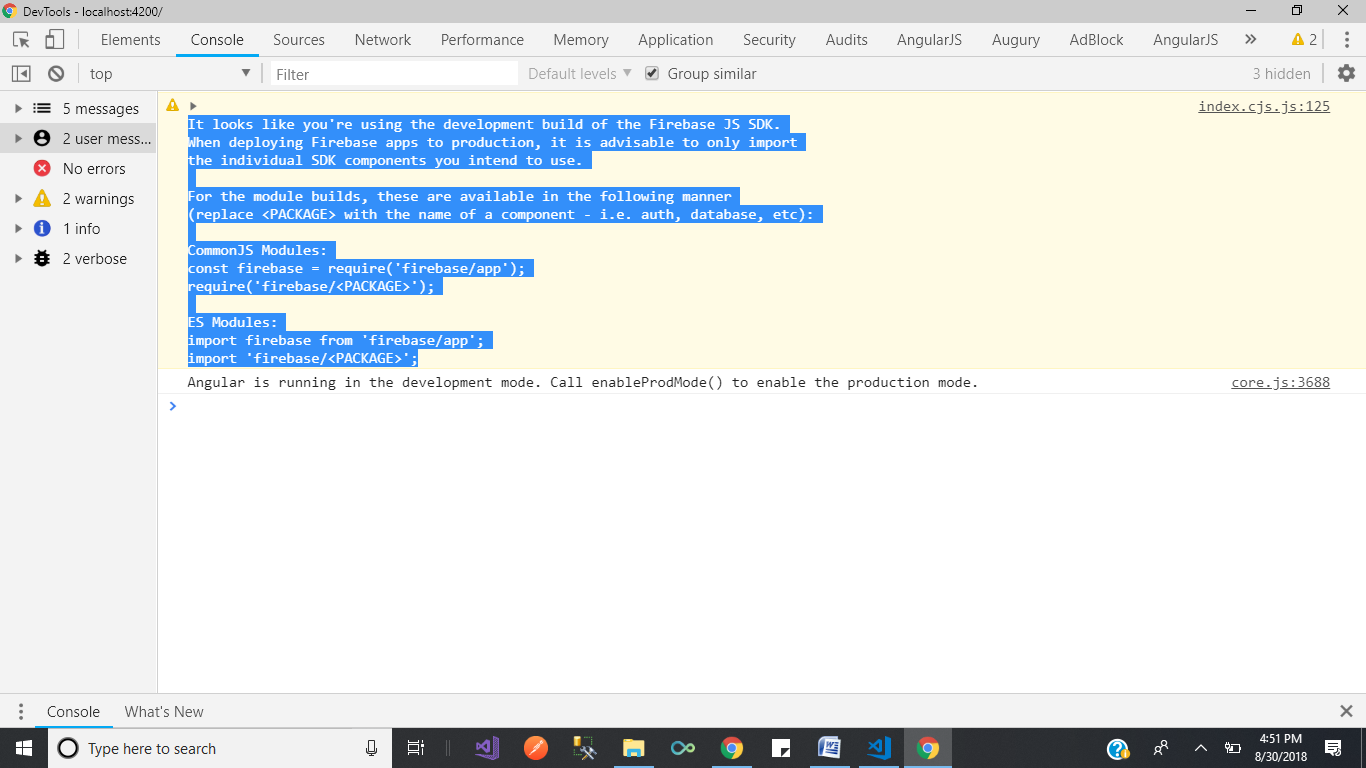 DevTools - localhost:4200/
Elements Console Sources Network Performance Memory Application Security Audits AngularJS Augury AdBlock AngularJS » 2
top Filter Default levels Group similar 3 hidden
5 messages
2 user mess...
No errors
2 warnings
1 info
2 verbose
index.cjs.js:125
It looks like you're using the development build of the Firebase JS SDK.
When deploying Firebase apps to production, it is advisable to only import
the individual SDK components you intend to use.
For the module builds, these are available in the following manner
(replace <PACKAGE> with the name of a component - i.e. auth, database, etc):
CommonJS Modules:
const firebase = require('firebase/app');
require('firebase/<PACKAGE>');
ES Modules:
import firebase from 'firebase/app';
import 'firebase/<PACKAGE>';
Angular is running in the development mode. Call enableProdMode() to enable the production mode. core.js:3688
Console What's New
Type here to search
4:51 PM
8/30/2018